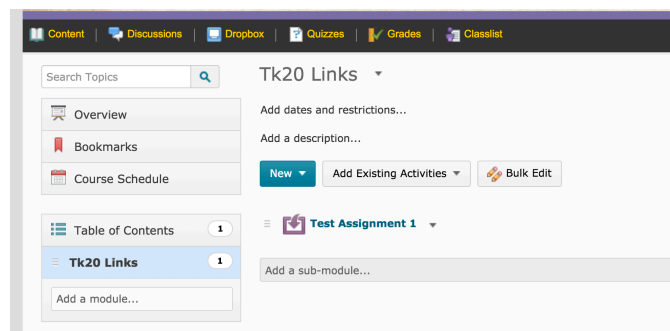 Content | Discussions | Dropbox | Quizzes | Grades | Classlist
Search Topics
Overview
Bookmarks
Course Schedule
Table of Contents 1
Tk20 Links 1
Add a module...
Tk20 Links
Add dates and restrictions...
Add a description...
New Add Existing Activities Bulk Edit
Test Assignment 1
Add a sub-module...